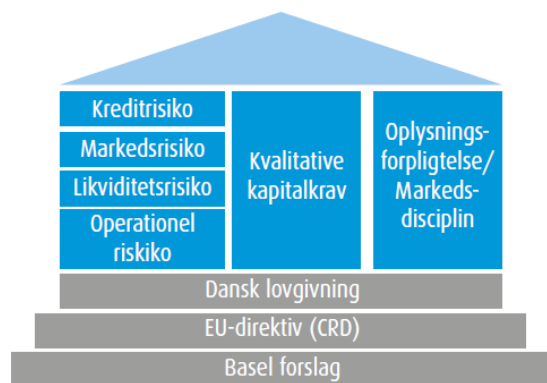 Kreditrisiko
Markedsrisiko
Likviditetsrisiko
Operationel
riskiko
Kvalitative
kapitalkrav
Oplysnings-
forpligtelse/
Markeds-
disciplin
Dansk lovgivning
EU-direktiv (CRD)
Basel forslag